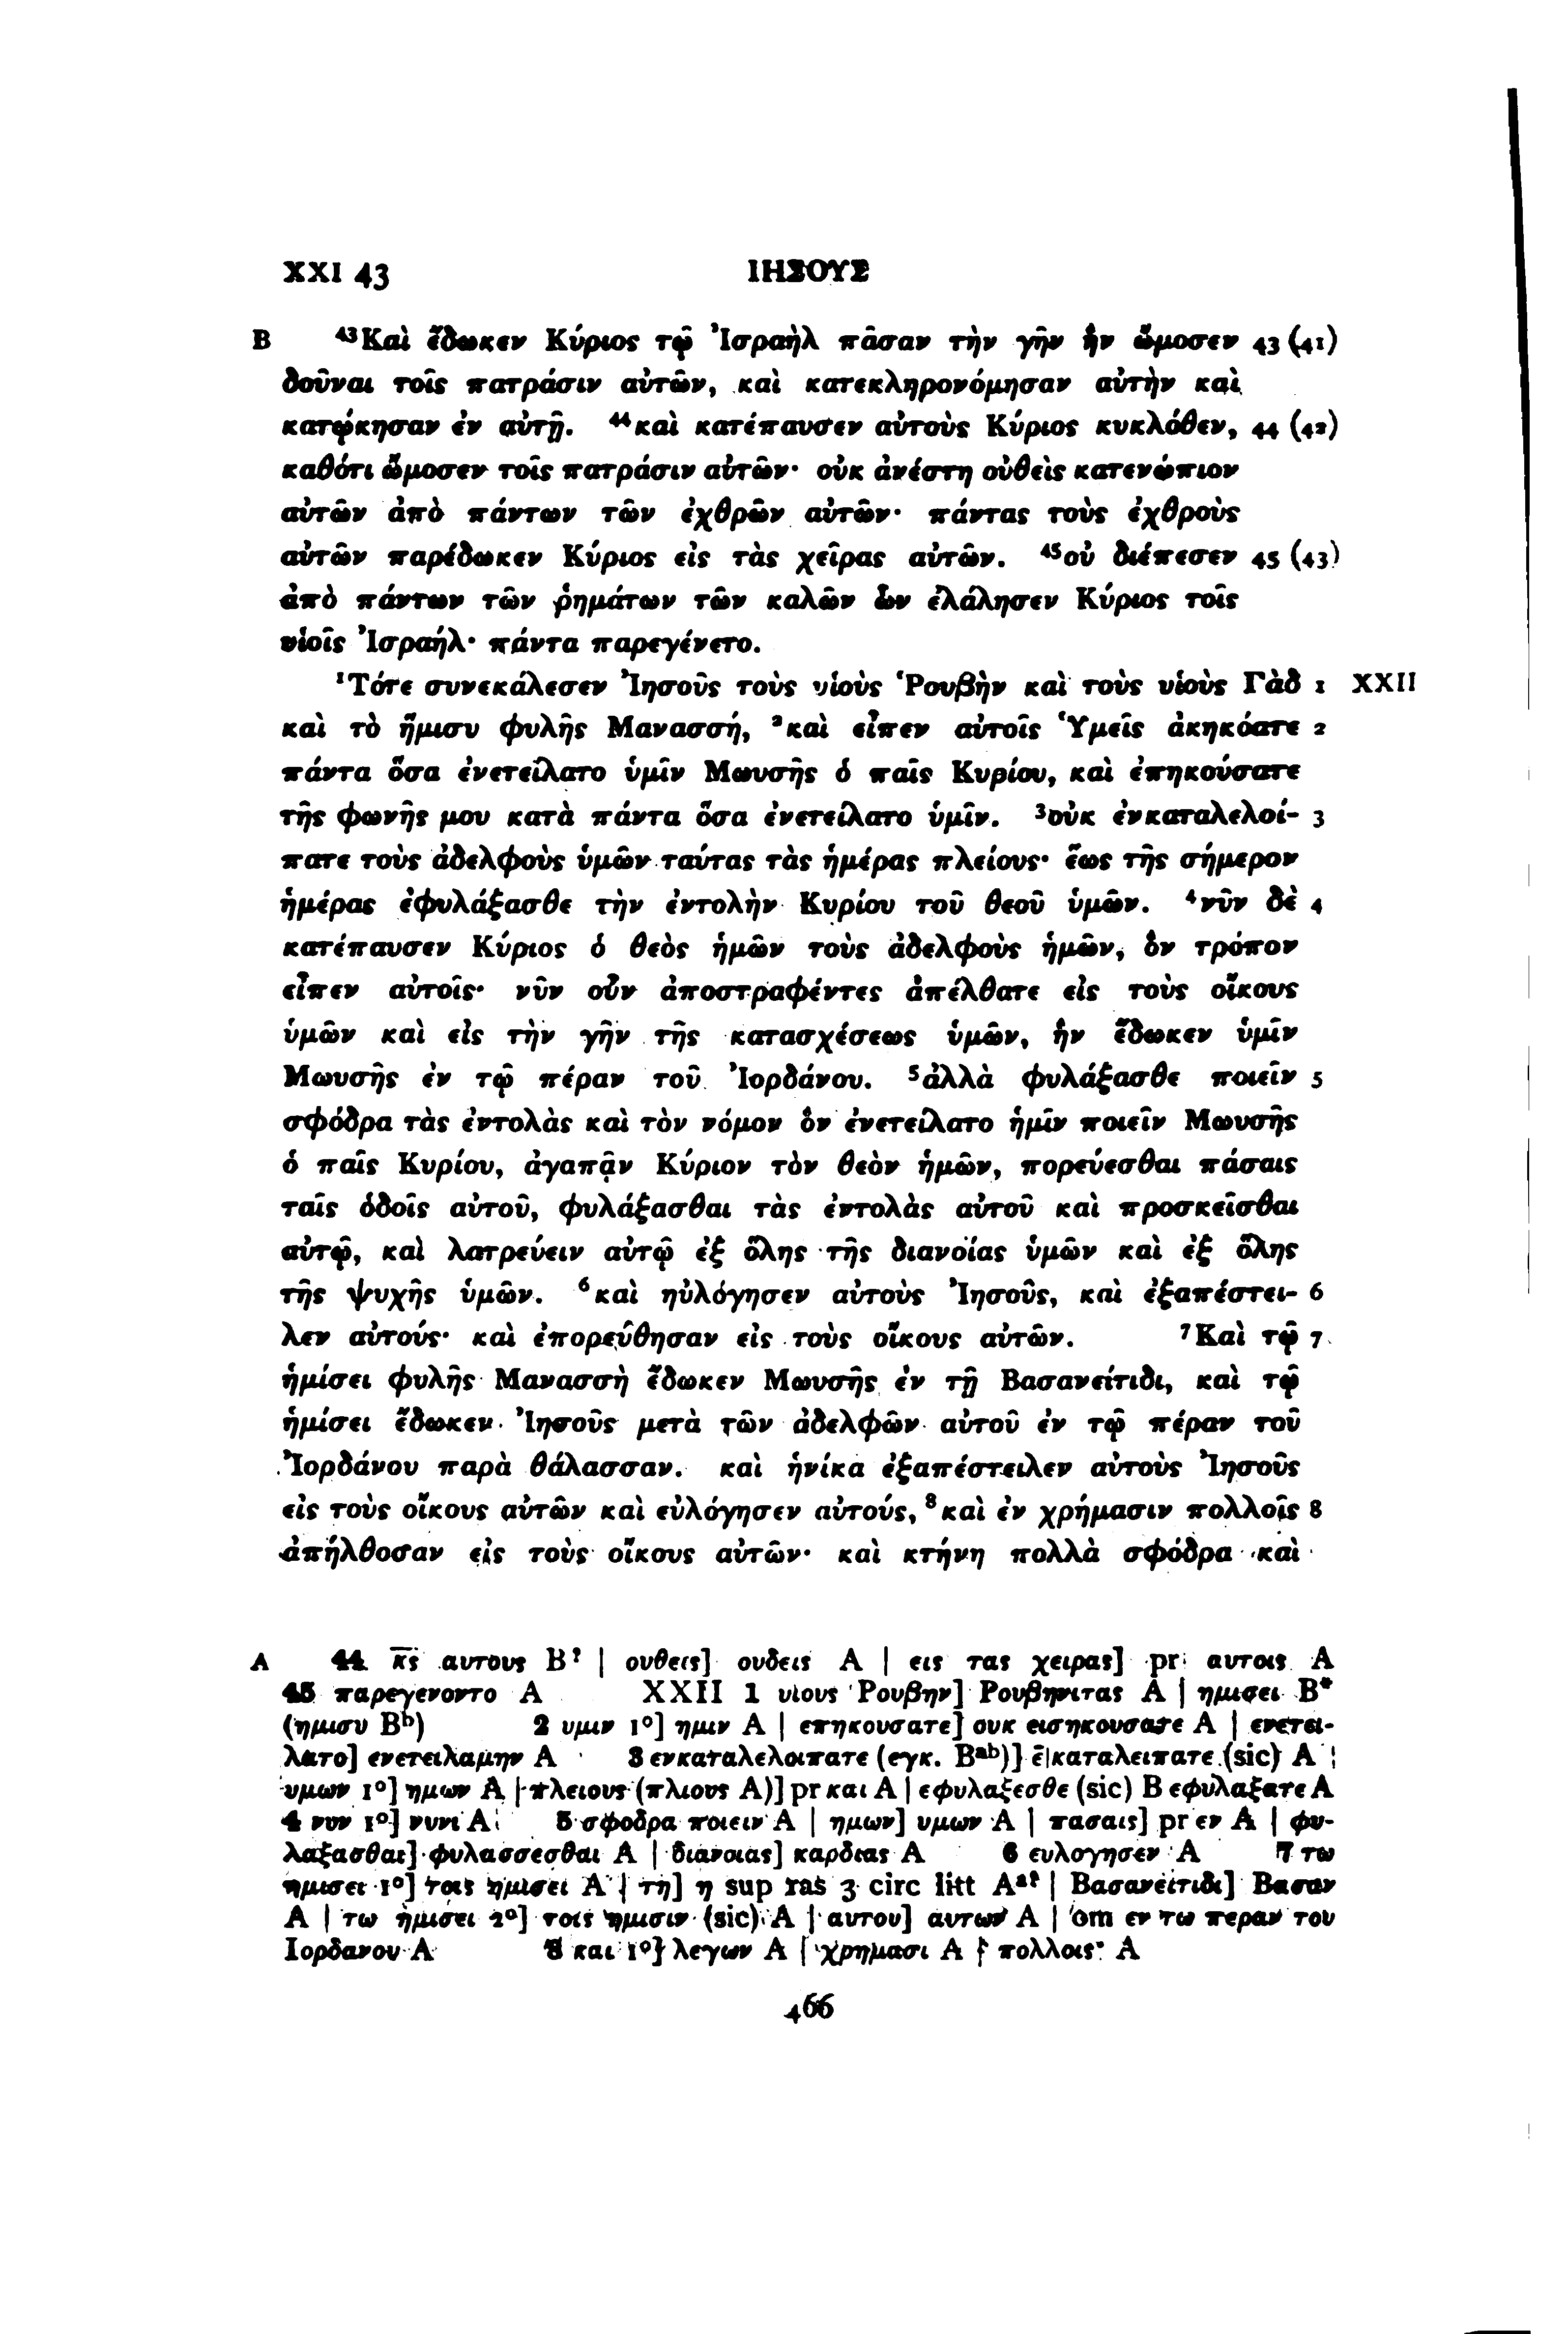 XXI 43 ΙΗΣΟΥΣ
B ⁴³Καὶ ἔδωκεν Κύριος τῷ Ἰσραὴλ πᾶσαν τὴν γῆν ἣν ὤμοσεν 43 (41)
δοῦναι τοῖς πατράσιν αὐτῶν, καὶ κατεκληρονόμησαν αὐτὴν καὶ
κατῴκησαν ἐν αὐτῇ. ⁴⁴καὶ κατέπαυσεν αὐτοὺς Κύριος κυκλόθεν, 44 (42)
καθότι ὤμοσεν τοῖς πατράσιν αὐτῶν· οὐκ ἀνέστη οὐθεὶς κατενώπιον
αὐτῶν ἀπὸ πάντων τῶν ἐχθρῶν αὐτῶν· πάντας τοὺς ἐχθροὺς
αὐτῶν παρέδωκεν Κύριος εἰς τὰς χεῖρας αὐτῶν. ⁴⁵οὐ διέπεσεν 45 (43)
ἀπὸ πάντων τῶν ῥημάτων τῶν καλῶν ὧν ἐλάλησεν Κύριος τοῖς
υἱοῖς Ἰσραήλ· πάντα παρεγένετο.
¹Τότε συνεκάλεσεν Ἰησοῦς τοὺς υἱοὺς Ῥουβὴν καὶ τοὺς υἱοὺς Γὰδ 1 XXII
καὶ τὸ ἥμισυ φυλῆς Μανασσή, ²καὶ εἶπεν αὐτοῖς Ὑμεῖς ἀκηκόατε 2
πάντα ὅσα ἐνετείλατο ὑμῖν Μωυσῆς ὁ παῖς Κυρίου, καὶ ἐπηκούσατε
τῆς φωνῆς μου κατὰ πάντα ὅσα ἐνετείλατο ὑμῖν. ³οὐκ ἐνκαταλελοί- 3
πατε τοὺς ἀδελφοὺς ὑμῶν ταύτας τὰς ἡμέρας πλείους· ἕως τῆς σήμερον
ἡμέρας ἐφυλάξασθε τὴν ἐντολὴν Κυρίου τοῦ θεοῦ ὑμῶν. ⁴νῦν δὲ 4
κατέπαυσεν Κύριος ὁ θεὸς ἡμῶν τοὺς ἀδελφοὺς ἡμῶν, ὃν τρόπον
εἶπεν αὐτοῖς· νῦν οὖν ἀποστραφέντες ἀπέλθατε εἰς τοὺς οἴκους
ὑμῶν καὶ εἰς τὴν γῆν τῆς κατασχέσεως ὑμῶν, ἣν ἔδωκεν ὑμῖν
Μωυσῆς ἐν τῷ πέραν τοῦ Ἰορδάνου. ⁵ἀλλὰ φυλάξασθε ποιεῖν 5
σφόδρα τὰς ἐντολὰς καὶ τὸν νόμον ὃν ἐνετείλατο ἡμῖν ποιεῖν Μωυσῆς
ὁ παῖς Κυρίου, ἀγαπᾷν Κύριον τὸν θεὸν ἡμῶν, πορεύεσθαι πάσαις
ταῖς ὁδοῖς αὐτοῦ, φυλάξασθαι τὰς ἐντολὰς αὐτοῦ καὶ προσκεῖσθαι
αὐτῷ, καὶ λατρεύειν αὐτῷ ἐξ ὅλης τῆς διανοίας ὑμῶν καὶ ἐξ ὅλης
τῆς ψυχῆς ὑμῶν. ⁶καὶ ηὐλόγησεν αὐτοὺς Ἰησοῦς, καὶ ἐξαπέστει- 6
λεν αὐτούς· καὶ ἐπορεύθησαν εἰς τοὺς οἴκους αὐτῶν. ⁷Καὶ τῷ 7
ἡμίσει φυλῆς Μανασσὴ ἔδωκεν Μωυσῆς ἐν τῇ Βασανείτιδι, καὶ τῷ
ἡμίσει ἔδωκεν Ἰησοῦς μετὰ τῶν ἀδελφῶν αὐτοῦ ἐν τῷ πέραν τοῦ
Ἰορδάνου παρὰ θάλασσαν. καὶ ἡνίκα ἐξαπέστειλεν αὐτοὺς Ἰησοῦς
εἰς τοὺς οἴκους αὐτῶν καὶ εὐλόγησεν αὐτούς, ⁸καὶ ἐν χρήμασιν πολλοῖς 8
ἀπήλθοσαν εἰς τοὺς οἴκους αὐτῶν· καὶ κτήνη πολλὰ σφόδρα καὶ
A 44 κ̅ς̅ αυτους Bˀ | ουθεις] ουδεις A | εις τας χειρας] pr αυτοις A
45 παρεγενοντο A XXII 1 υιους Ρουβην] Ρουβηνιτας A | ημισει B*
(ημισυ Bᵇ) 2 υμιν 1°] ημιν A | επηκουσατε] ουκ εισηκουσατε A | ενετει-
λατο] ενετειλαμην A 3 ενκαταλελοιπατε (εγκ. Bᵃᵇ)] ε̅|καταλειπατε (sic) A |
υμων 1°] ημων A | πλειους (πλιους A)] pr και A | εφυλαξεσθε (sic) B εφυλαξατε A
4 νυν 1°] νυνι A 5 σφοδρα ποιειν A | ημων] υμων A | πασαις] pr εν A | φυ-
λαξασθαι] φυλασσεσθαι A | διανοιας] καρδιας A 6 ευλογησεν A 7 τω
ημισει 1°] τοις ημισει A | τη] η sup ras 3 circ litt Aᵃˀ | Βασανειτιδι] Βασαν
A | τω ημισει 2°] τοις ημισιν (sic) A | αυτου] αυτων A | om εν τω περαν του
Ιορδανου A 8 και 1°] λεγων A | χρημασι A | πολλοις· A
466